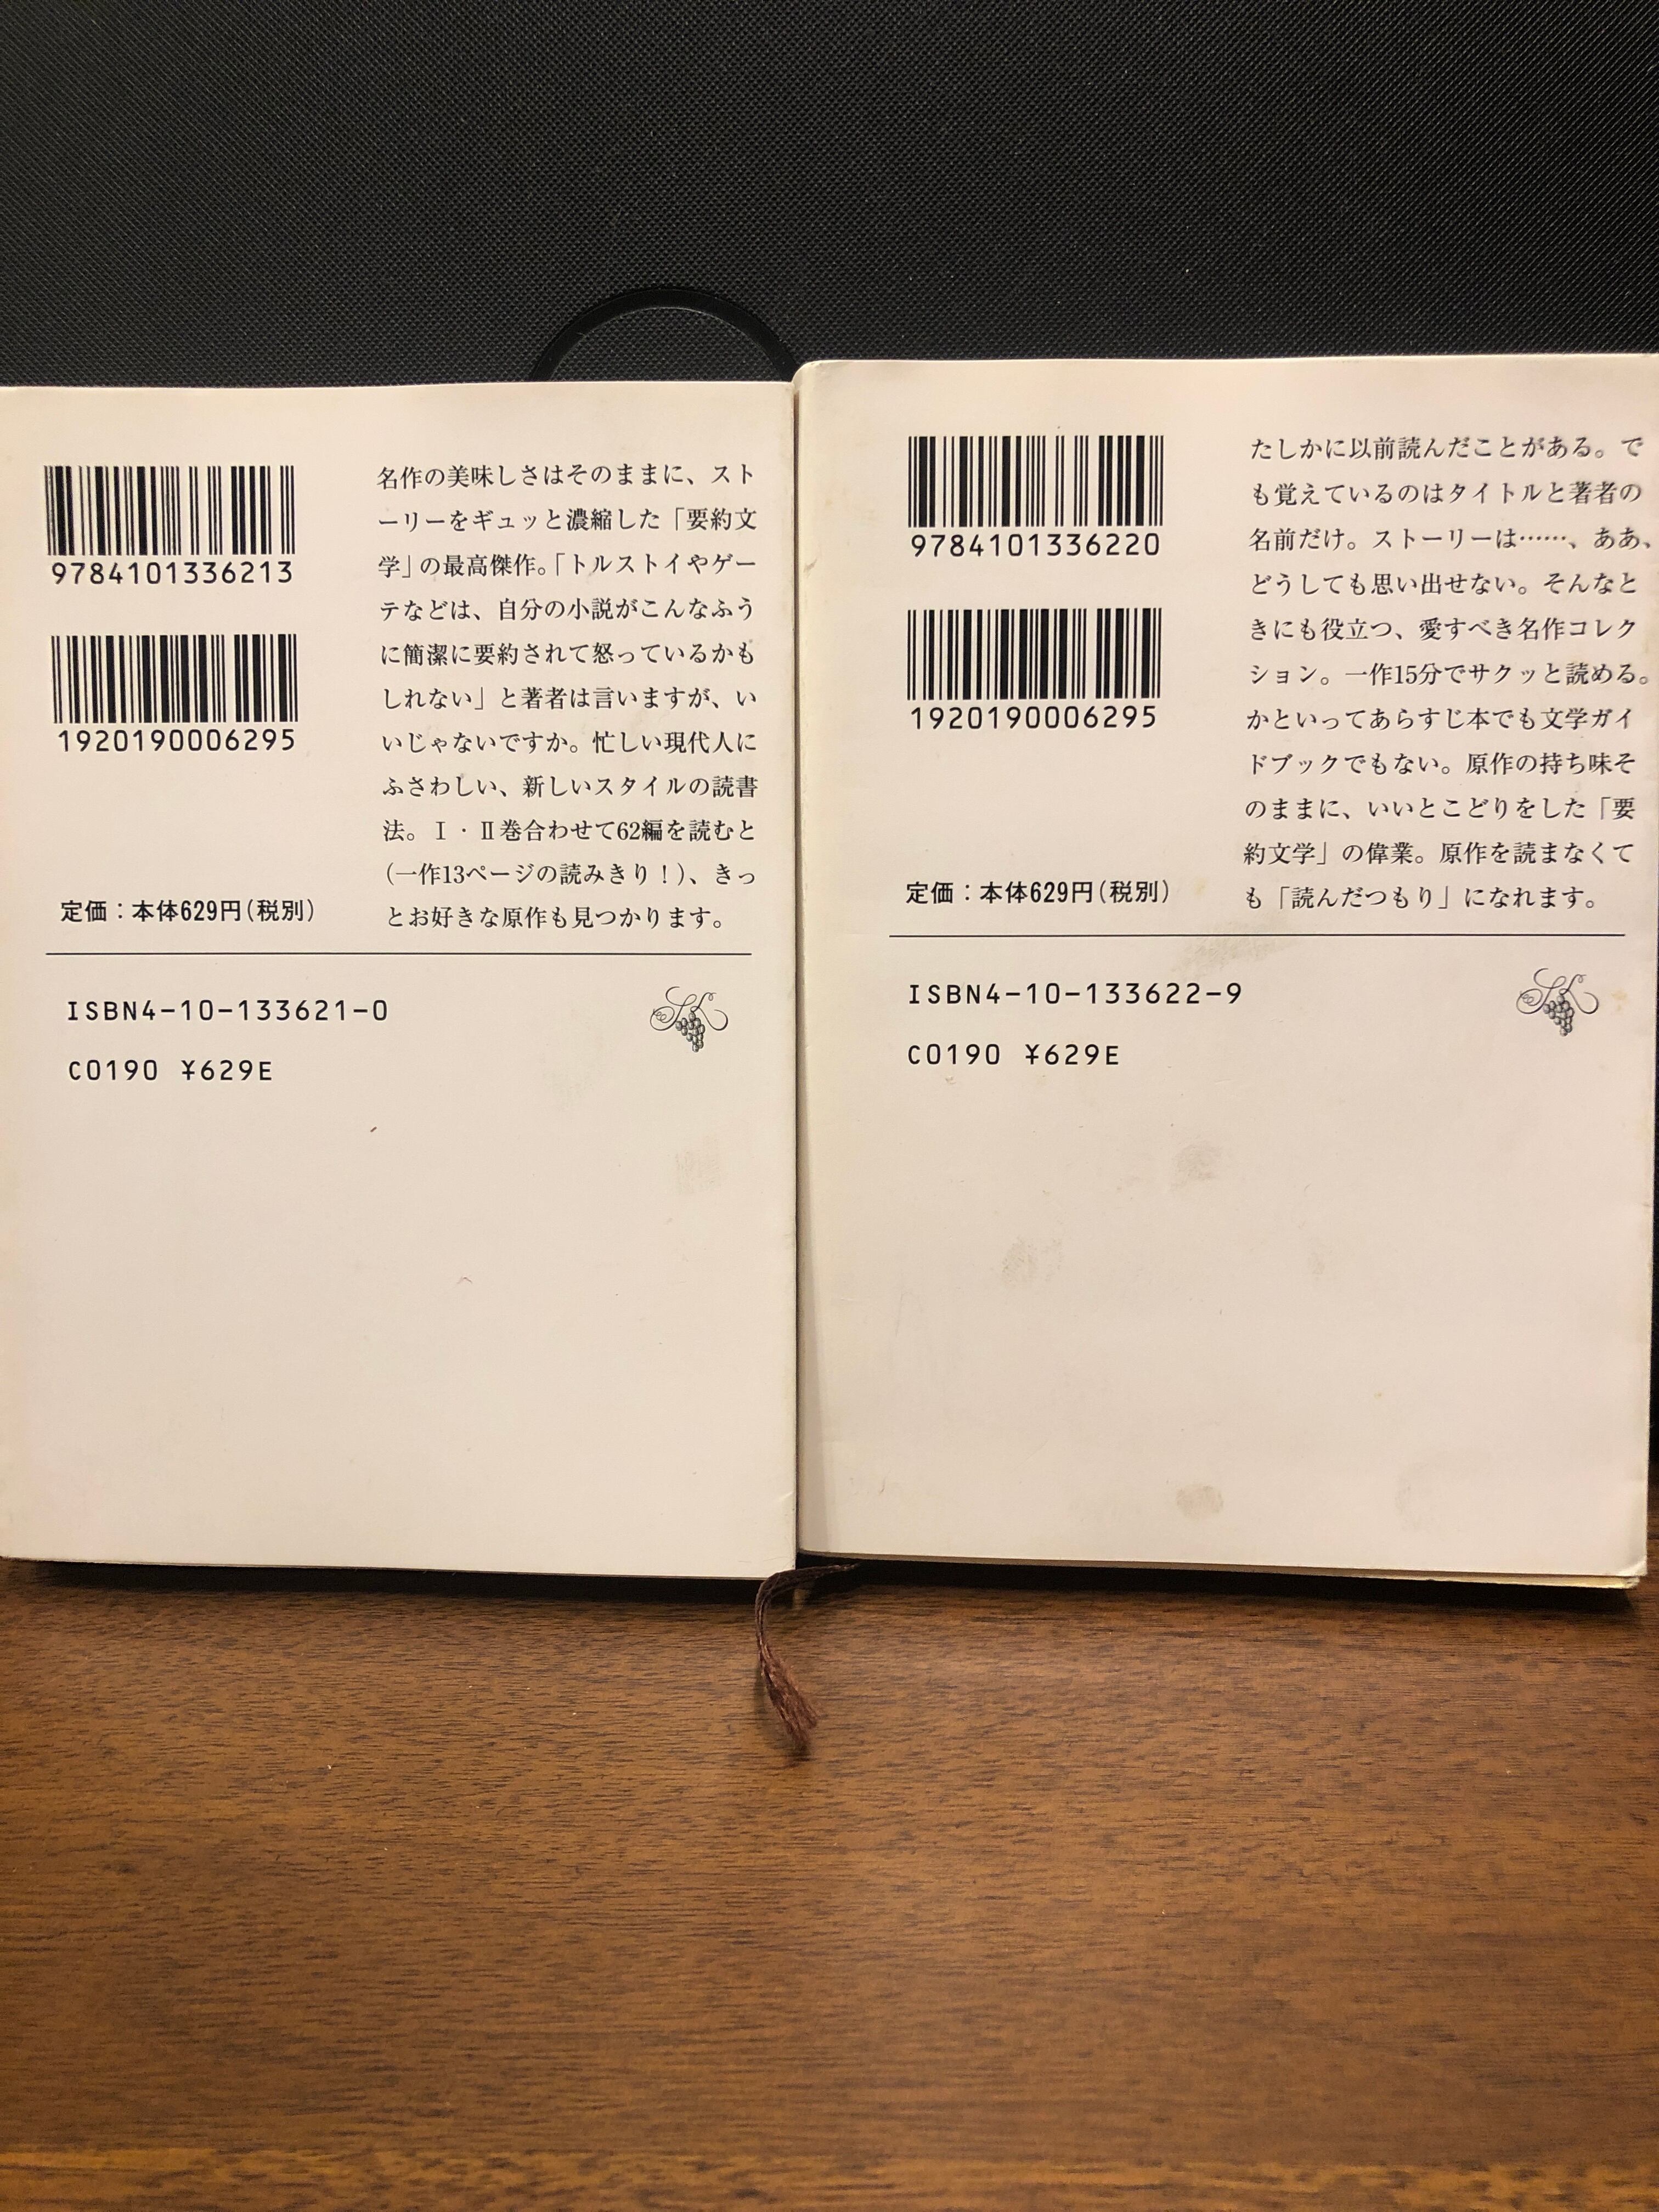 9784101336213
1920190006295
定価：本体629円(税別)
名作の美味しさはそのままに、スト
ーリーをギュッと濃縮した「要約文
学」の最高傑作。「トルストイやゲー
テなどは、自分の小説がこんなふう
に簡潔に要約されて怒っているかも
しれない」と著者は言いますが、い
いじゃないですか。忙しい現代人に
ふさわしい、新しいスタイルの読書
法。Ⅰ・Ⅱ巻合わせて62編を読むと
(一作13ページの読みきり！)、きっ
とお好きな原作も見つかります。
ISBN4-10-133621-0
C0190 ¥629E
9784101336220
1920190006295
定価：本体629円(税別)
たしかに以前読んだことがある。で
も覚えているのはタイトルと著者の
名前だけ。ストーリーは……、ああ、
どうしても思い出せない。そんなと
きにも役立つ、愛すべき名作コレク
ション。一作15分でサクッと読める。
かといってあらすじ本でも文学ガイ
ドブックでもない。原作の持ち味そ
のままに、いいとこどりをした「要
約文学」の偉業。原作を読まなくて
も「読んだつもり」になれます。
ISBN4-10-133622-9
C0190 ¥629E